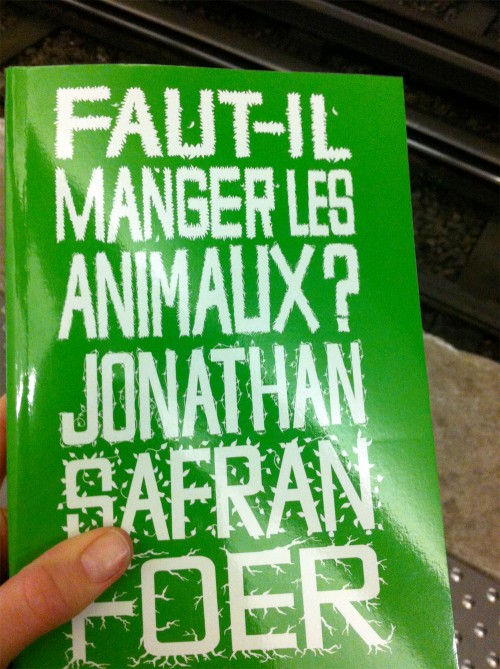 FAUT-IL
MANGER LES
ANIMAUX?
JONATHAN
SAFRAN
FOER